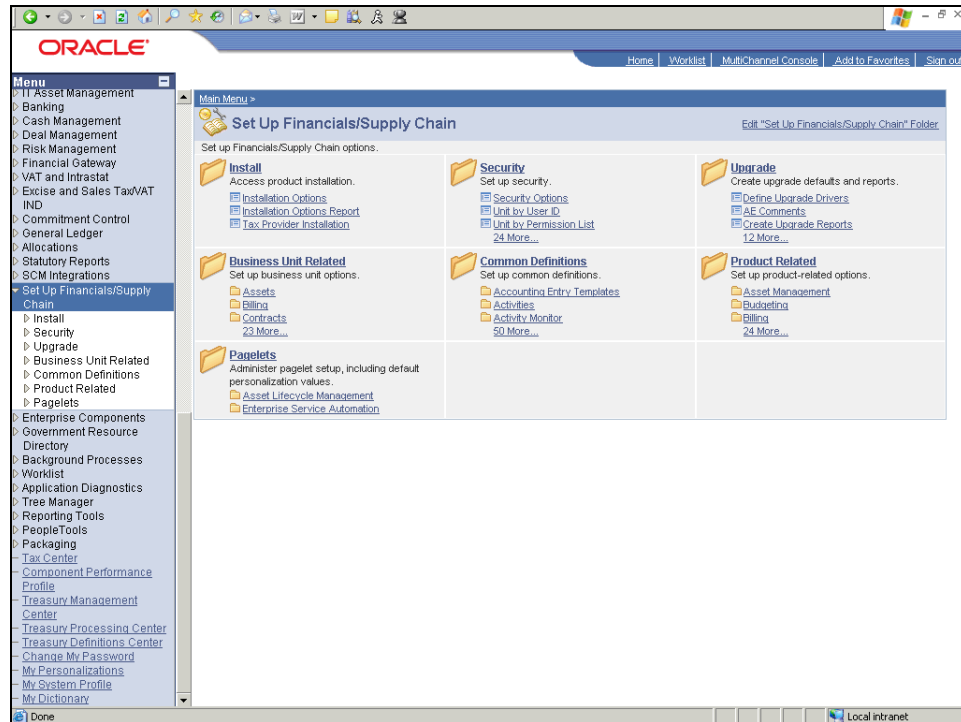 ORACLE
Home
Worklist
MultiChannel Console
Add to Favorites
Sign out
Menu
IT Asset Management
Banking
Cash Management
Deal Management
Risk Management
Financial Gateway
VAT and Intrastat
Excise and Sales Tax/VAT
IND
Commitment Control
General Ledger
Allocations
Statutory Reports
SCM Integrations
Set Up Financials/Supply
Chain
Install
Security
Upgrade
Business Unit Related
Common Definitions
Product Related
Pagelets
Enterprise Components
Government Resource
Directory
Background Processes
Worklist
Application Diagnostics
Tree Manager
Reporting Tools
PeopleTools
Packaging
Tax Center
Component Performance
Profile
Treasury Management
Center
Treasury Processing Center
Treasury Definitions Center
Change My Password
My Personalizations
My System Profile
My Dictionary
Main Menu >
Set Up Financials/Supply Chain
Edit "Set Up Financials/Supply Chain" Folder
Set up Financials/Supply Chain options.
Install
Access product installation.
Installation Options
Installation Options Report
Tax Provider Installation
Security
Set up security.
Security Options
Unit by User ID
Unit by Permission List
24 More...
Upgrade
Create upgrade defaults and reports.
Define Upgrade Drivers
AE Comments
Create Upgrade Reports
12 More...
Business Unit Related
Set up business unit options.
Assets
Billing
Contracts
23 More...
Common Definitions
Set up common definitions.
Accounting Entry Templates
Activities
Activity Monitor
50 More...
Product Related
Set up product-related options.
Asset Management
Budgeting
Billing
24 More...
Pagelets
Administer pagelet setup, including default
personalization values.
Asset Lifecycle Management
Enterprise Service Automation
Done
Local intranet